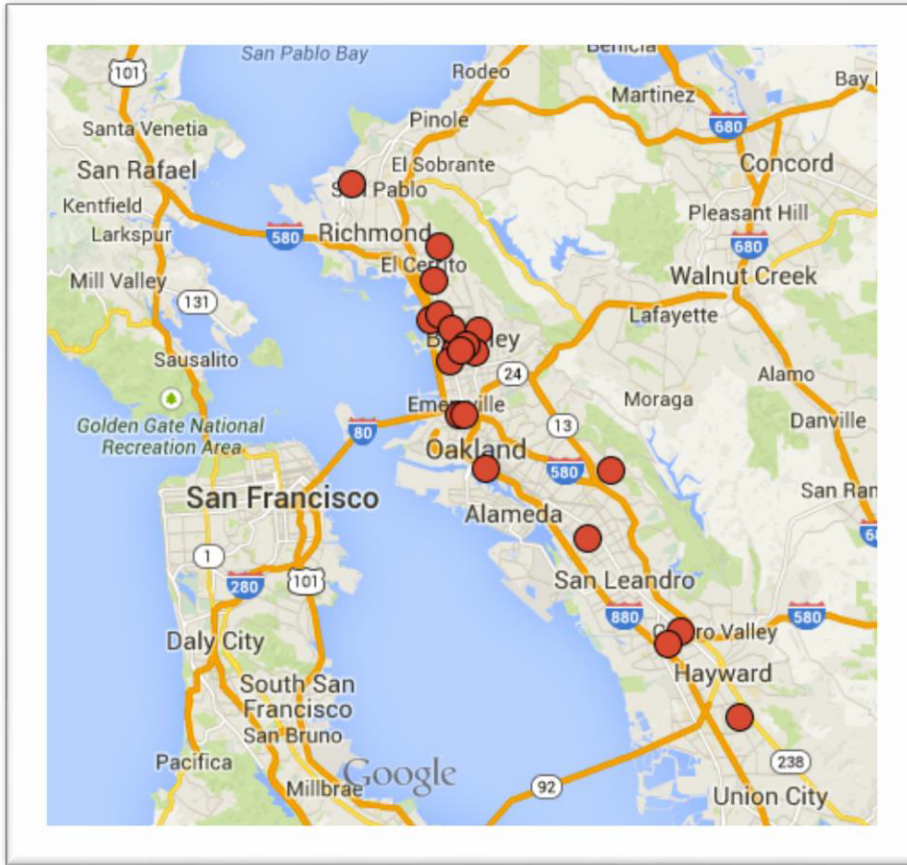 San Pablo Bay
Benicia
101
Rodeo
Martinez
Bay
Santa Venetia
Pinole
680
San Rafael
El Sobrante
Concord
Kentfield
Pablo
Pleasant Hill
Larkspur
580
Richmond
680
El Cerrito
Mill Valley
131
Walnut Creek
Lafayette
Sausalito
24
Alamo
Moraga
Golden Gate National
Recreation Area
80
13
Danville
Oakland
580
San Francisco
San
Alameda
1
280
101
San Leandro
880
580
Valley
Daly City
Hayward
South San
Francisco
San Bruno
Pacifica
Google
238
Millbrae
92
Union City